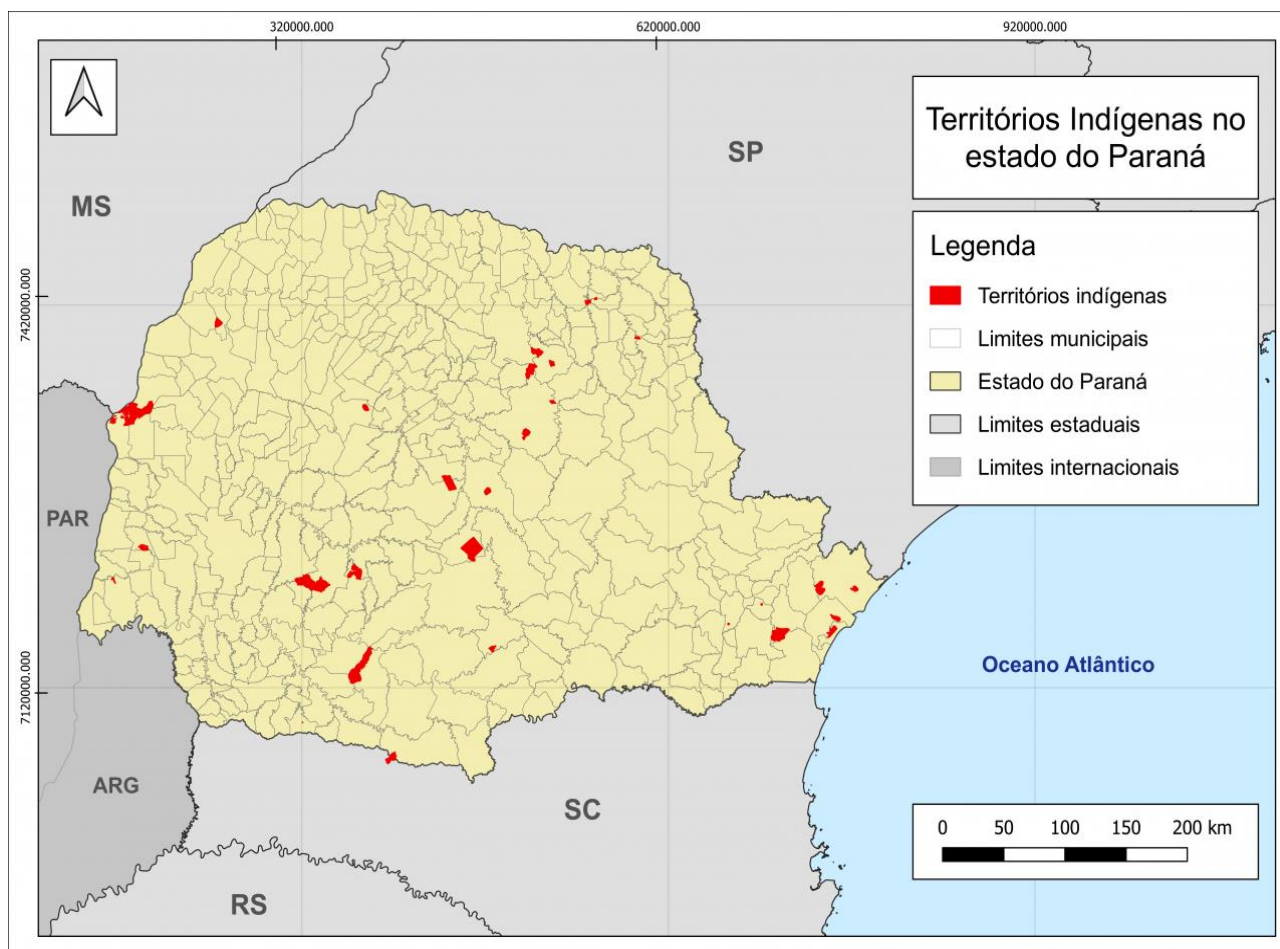 320000.000
620000.000
920000.000
Territórios Indígenas no
estado do Paraná
SP
MS
Legenda
Territórios indígenas
Limites municipais
Estado do Paraná
Limites estaduais
Limites internacionais
7420000.000
PAR
Oceano Atlântico
7120000.000
ARG
SC
RS
0 50 100 150 200 km